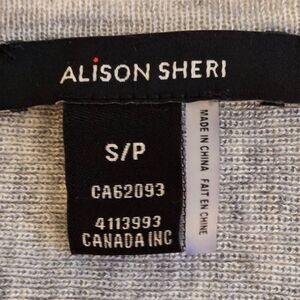 ALiSON SHERI
S/P
CA62093
4113993
CANADA INC
MADE IN CHINA FAIT EN CHINE